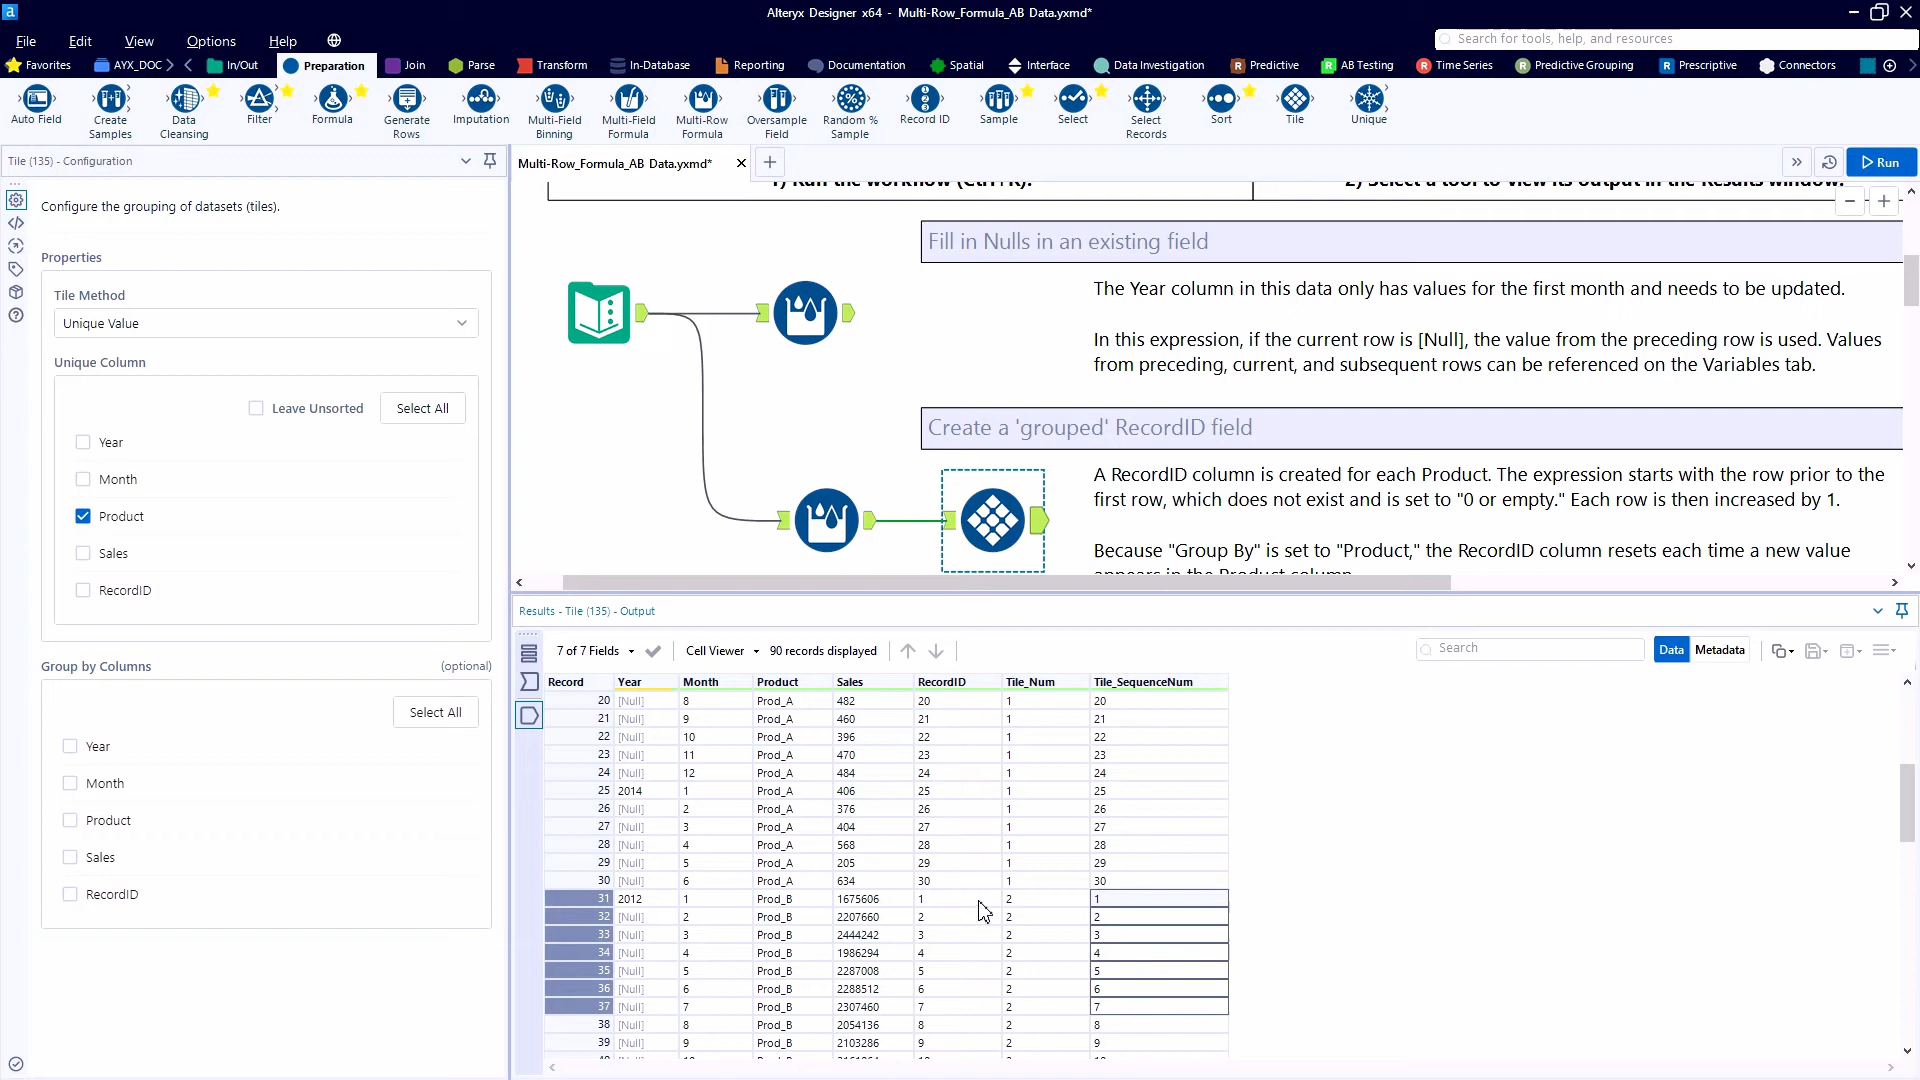 Alteryx Designer x64 - Multi-Row_Formula_AB Data.yxmd*
File Edit View Options Help
Search for tools, help, and resources
Favorites AYX_DOC In/Out Preparation Join Parse Transform In-Database Reporting Documentation Spatial Interface Data Investigation Predictive AB Testing Time Series Predictive Grouping Prescriptive Connectors
Auto Field
Create Samples
Data Cleansing
Filter
Formula
Generate Rows
Imputation
Multi-Field Binning
Multi-Field Formula
Multi-Row Formula
Oversample Field
Random % Sample
Record ID
Sample
Select
Select Records
Sort
Tile
Unique
Tile (135) - Configuration
Configure the grouping of datasets (tiles).
Properties
Tile Method
Unique Value
Unique Column
Leave Unsorted Select All
Year
Month
Product
Sales
RecordID
Group by Columns (optional)
Select All
Year
Month
Product
Sales
RecordID
Multi-Row_Formula_AB Data.yxmd*
Run
1) Run the workflow (Ctrl+R). 2) Select a tool to view its output in the Results window.
Fill in Nulls in an existing field
The Year column in this data only has values for the first month and needs to be updated.
In this expression, if the current row is [Null], the value from the preceding row is used. Values
from preceding, current, and subsequent rows can be referenced on the Variables tab.
Create a 'grouped' RecordID field
A RecordID column is created for each Product. The expression starts with the row prior to the
first row, which does not exist and is set to "0 or empty." Each row is then increased by 1.
Because "Group By" is set to "Product," the RecordID column resets each time a new value
appears in the Product column.
Results - Tile (135) - Output
7 of 7 Fields Cell Viewer 90 records displayed Search Data Metadata
Record Year Month Product Sales RecordID Tile_Num Tile_SequenceNum
20 [Null] 8 Prod_A 482 20 1 20
21 [Null] 9 Prod_A 460 21 1 21
22 [Null] 10 Prod_A 396 22 1 22
23 [Null] 11 Prod_A 470 23 1 23
24 [Null] 12 Prod_A 484 24 1 24
25 2014 1 Prod_A 406 25 1 25
26 [Null] 2 Prod_A 376 26 1 26
27 [Null] 3 Prod_A 404 27 1 27
28 [Null] 4 Prod_A 568 28 1 28
29 [Null] 5 Prod_A 205 29 1 29
30 [Null] 6 Prod_A 634 30 1 30
31 2012 1 Prod_B 1675606 1 2 1
32 [Null] 2 Prod_B 2207660 2 2 2
33 [Null] 3 Prod_B 2444242 3 2 3
34 [Null] 4 Prod_B 1986294 4 2 4
35 [Null] 5 Prod_B 2287008 5 2 5
36 [Null] 6 Prod_B 2288512 6 2 6
37 [Null] 7 Prod_B 2307460 7 2 7
38 [Null] 8 Prod_B 2054136 8 2 8
39 [Null] 9 Prod_B 2103286 9 2 9